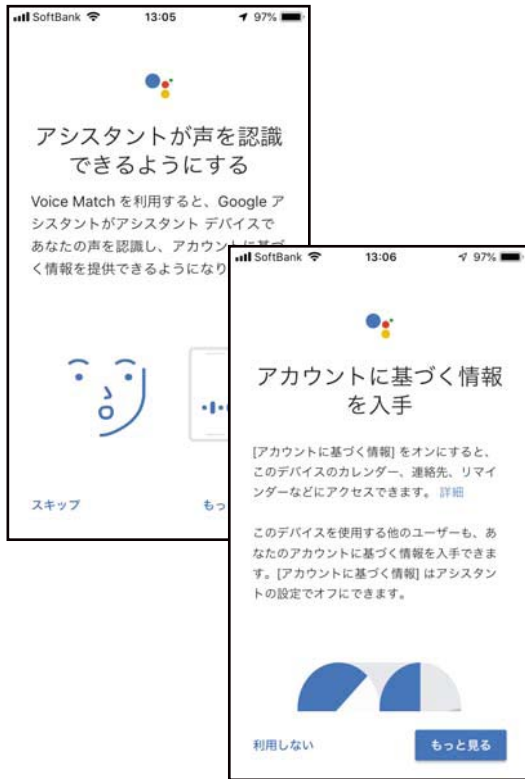 SoftBank 13:05 97%
アシスタントが声を認識
できるようにする
Voice Match を利用すると、Google ア
シスタントがアシスタント デバイスで
あなたの声を認識し、アカウントに基づ
く情報を提供できるようになり
スキップ
もっ
SoftBank 13:06 97%
アカウントに基づく情報
を入手
[アカウントに基づく情報] をオンにすると、
このデバイスのカレンダー、連絡先、リマイ
ンダーなどにアクセスできます。 詳細
このデバイスを使用する他のユーザーも、あ
なたのアカウントに基づく情報を入手できま
す。[アカウントに基づく情報] はアシスタン
トの設定でオフにできます。
利用しない
もっと見る